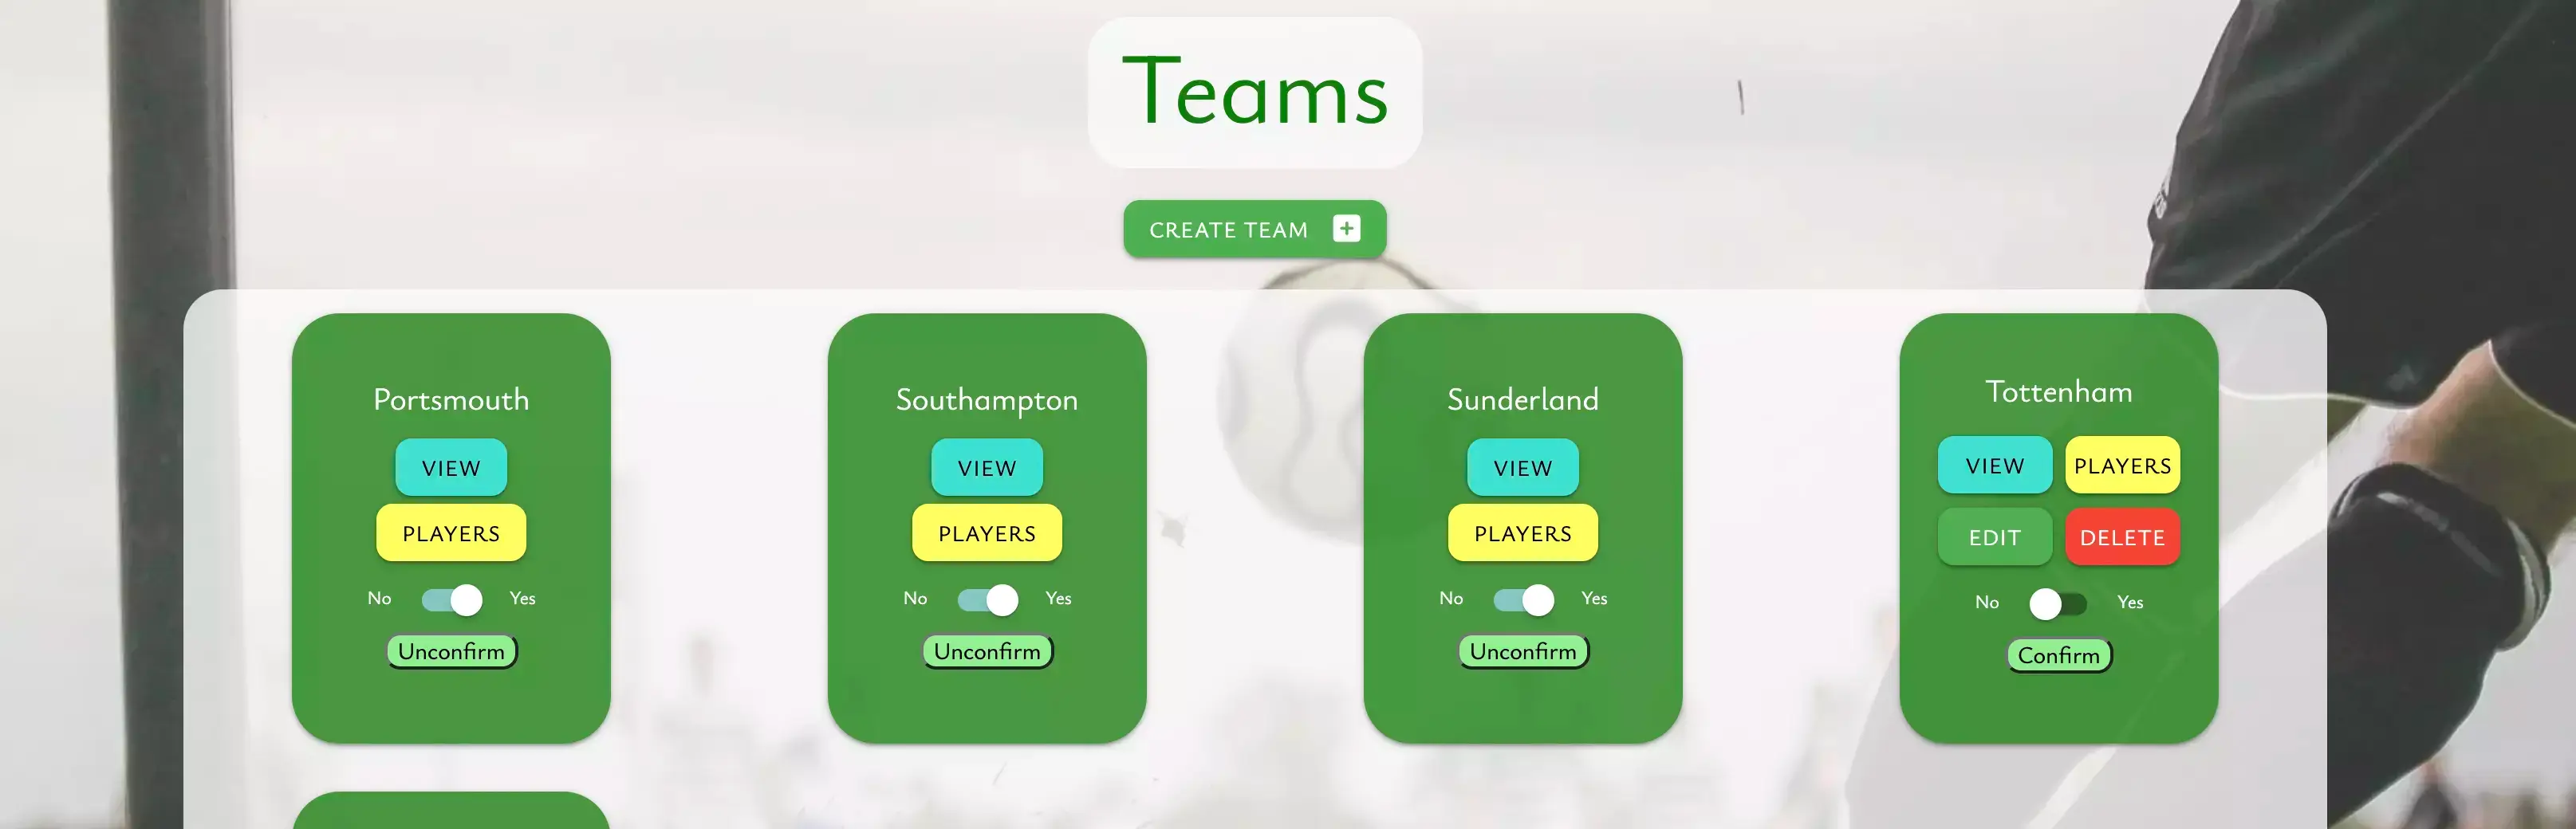 Teams
CREATE TEAM
Portsmouth
VIEW
PLAYERS
No Yes
Unconfirm
Southampton
VIEW
PLAYERS
No Yes
Unconfirm
Sunderland
VIEW
PLAYERS
No Yes
Unconfirm
Tottenham
VIEW PLAYERS
EDIT DELETE
No Yes
Confirm